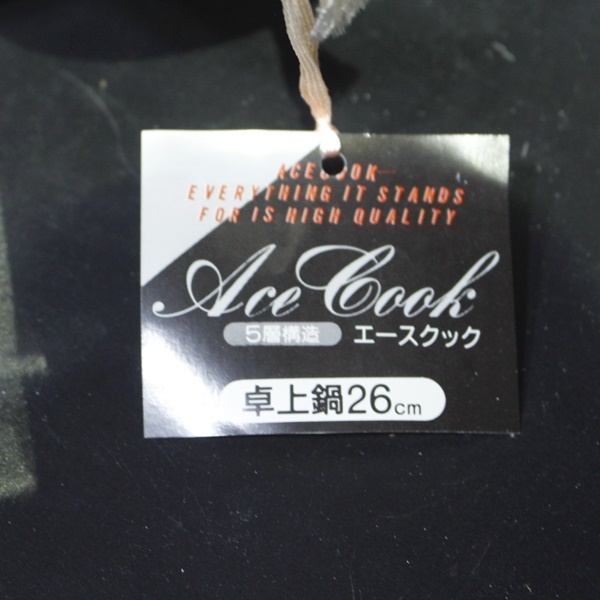 ACECOOK—
EVERYTHING IT STANDS
FOR IS HIGH QUALITY
Ace Cook
5層構造 エースクック
卓上鍋26cm